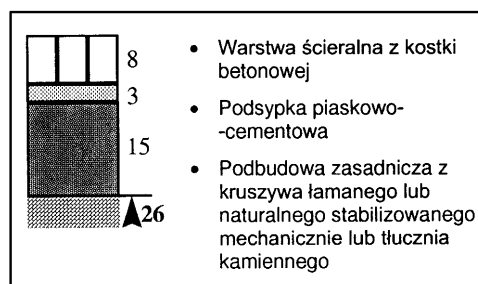 8
3
15
26
• Warstwa ścieralna z kostki
betonowej
• Podsypka piaskowo-
-cementowa
• Podbudowa zasadnicza z
kruszywa łamanego lub
naturalnego stabilizowanego
mechanicznie lub tłucznia
kamiennego